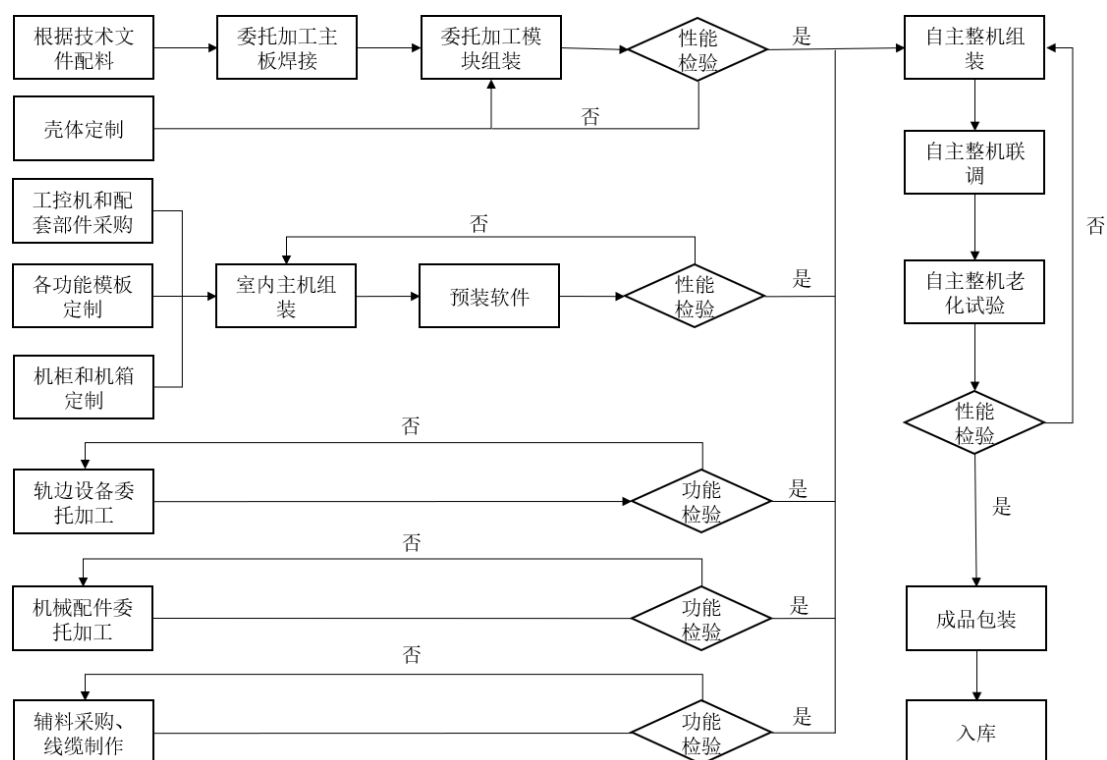 根据技术文
件配料
委托加工主
板焊接
委托加工模
块组装
性能
检验
是
自主整机组
装
壳体定制
否
自主整机联
调
工控机和配
套部件采购
否
否
各功能模板
定制
室内主机组
装
预装软件
性能
检验
是
自主整机老
化试验
机柜和机箱
定制
性能
检验
否
轨边设备委
托加工
功能
检验
是
是
否
机械配件委
托加工
功能
检验
是
成品包装
否
辅料采购、
线缆制作
功能
检验
是
入库